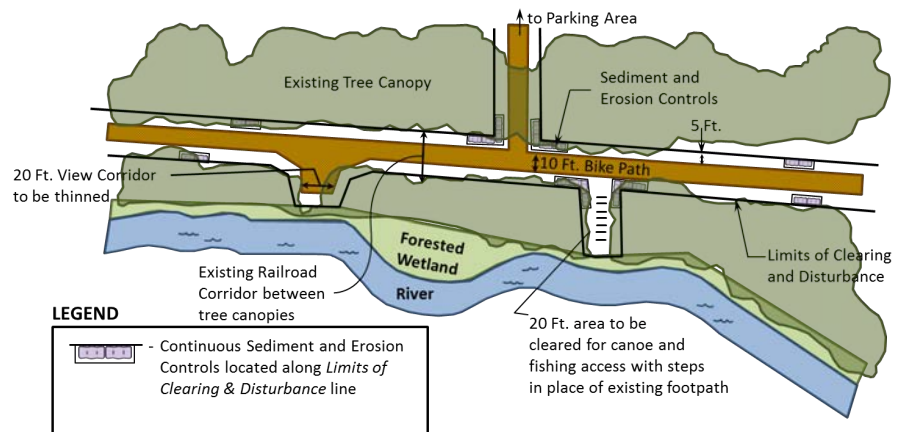 to Parking Area
Existing Tree Canopy
Sediment and
Erosion Controls
5 Ft.
10 Ft. Bike Path
20 Ft. View Corridor
to be thinned
Forested
Wetland
River
Limits of Clearing
and Disturbance
Existing Railroad
Corridor between
tree canopies
20 Ft. area to be
cleared for canoe and
fishing access with steps
in place of existing footpath
LEGEND
- Continuous Sediment and Erosion
Controls located along Limits of
Clearing & Disturbance line